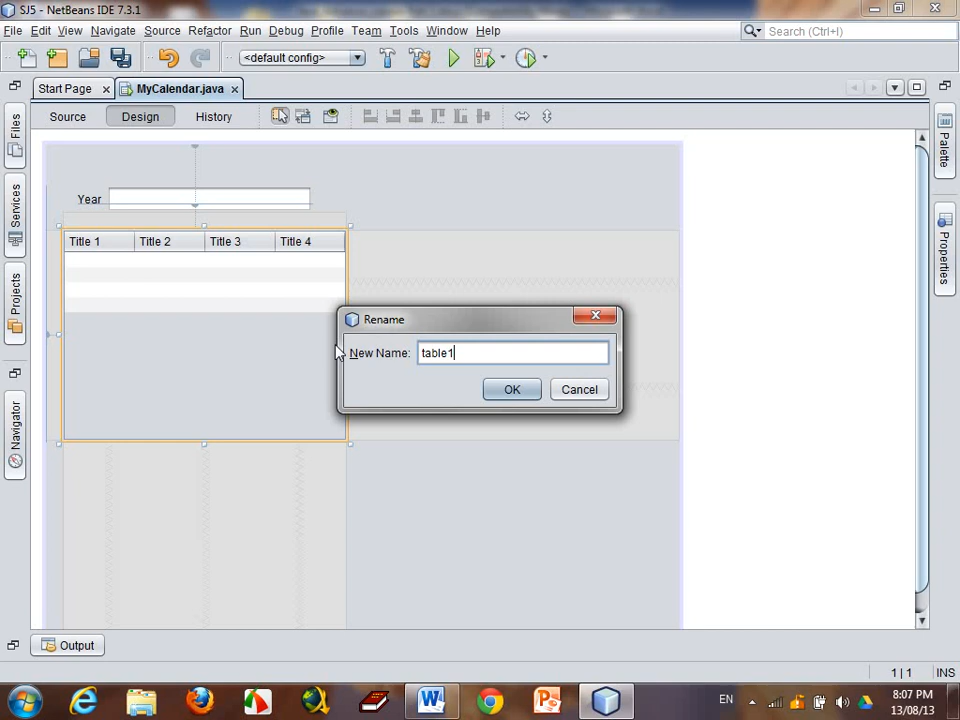 SJ5 - NetBeans IDE 7.3.1
File Edit View Navigate Source Refactor Run Debug Profile Team Tools Window Help
Search (Ctrl+I)
<default config>
Start Page
MyCalendar.java
Source Design History
Files
Services
Projects
Navigator
Palette
Properties
Year
Title 1 Title 2 Title 3 Title 4
Rename
New Name: table1
OK Cancel
Output
1|1 INS
EN
8:07 PM
13/08/13